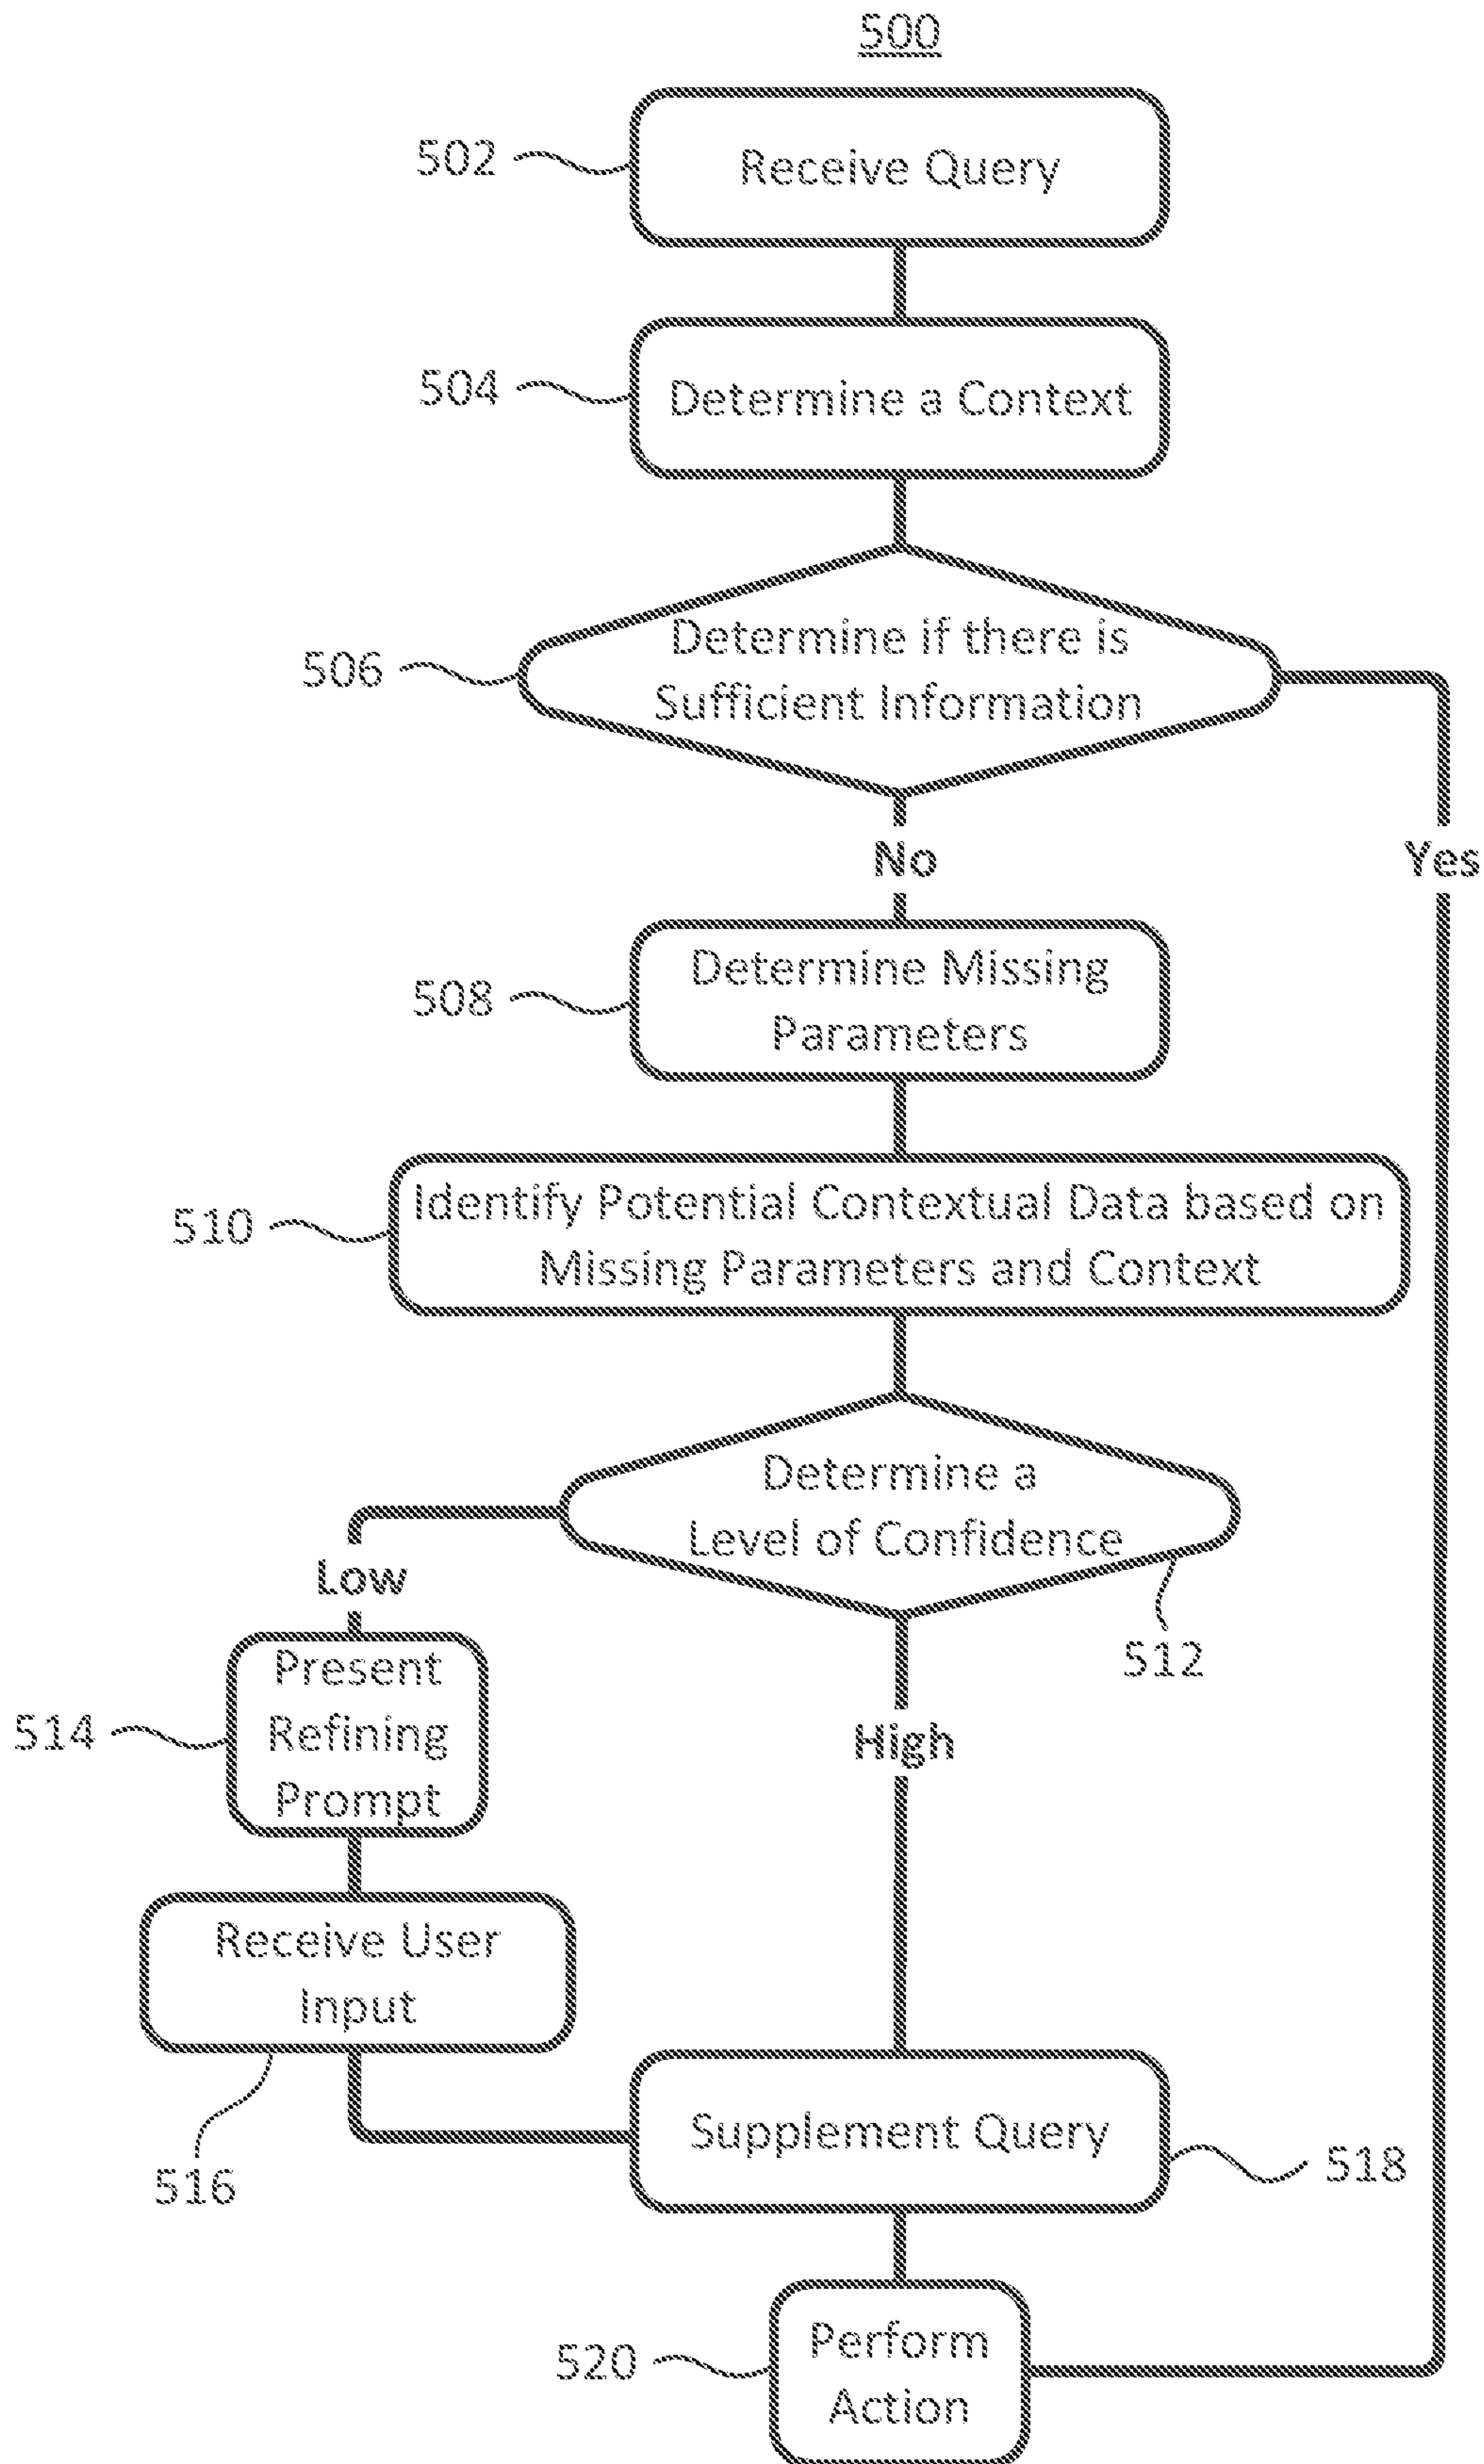 500
502
Receive Query
504
Determine a Context
506
Determine if there is
Sufficient Information
No
Yes
508
Determine Missing
Parameters
510
Identify Potential Contextual Data based on
Missing Parameters and Context
Determine a
Level of Confidence
512
Low
High
514
Present
Refining
Prompt
Receive User
Input
516
Supplement Query
518
520
Perform
Action